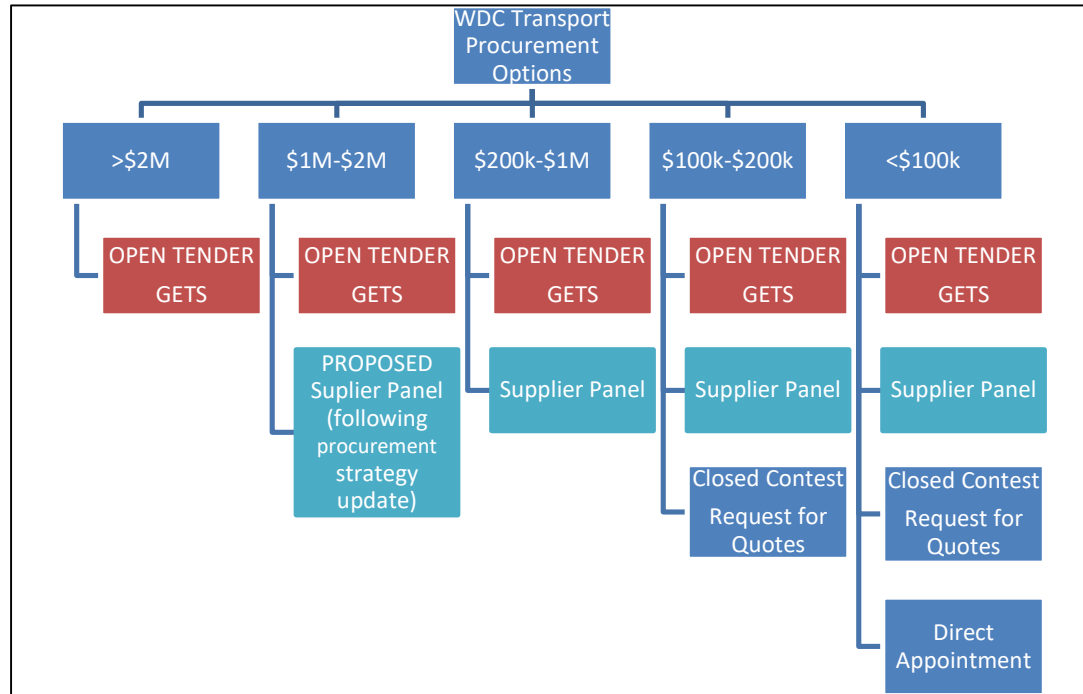 WDC Transport
Procurement
Options
>$2M
$1M-$2M
$200k-$1M
$100k-$200k
<$100k
OPEN TENDER
GETS
OPEN TENDER
GETS
OPEN TENDER
GETS
OPEN TENDER
GETS
OPEN TENDER
GETS
PROPOSED
Suplier Panel
(following
procurement
strategy
update)
Supplier Panel
Supplier Panel
Supplier Panel
Closed Contest
Request for
Quotes
Closed Contest
Request for
Quotes
Direct
Appointment